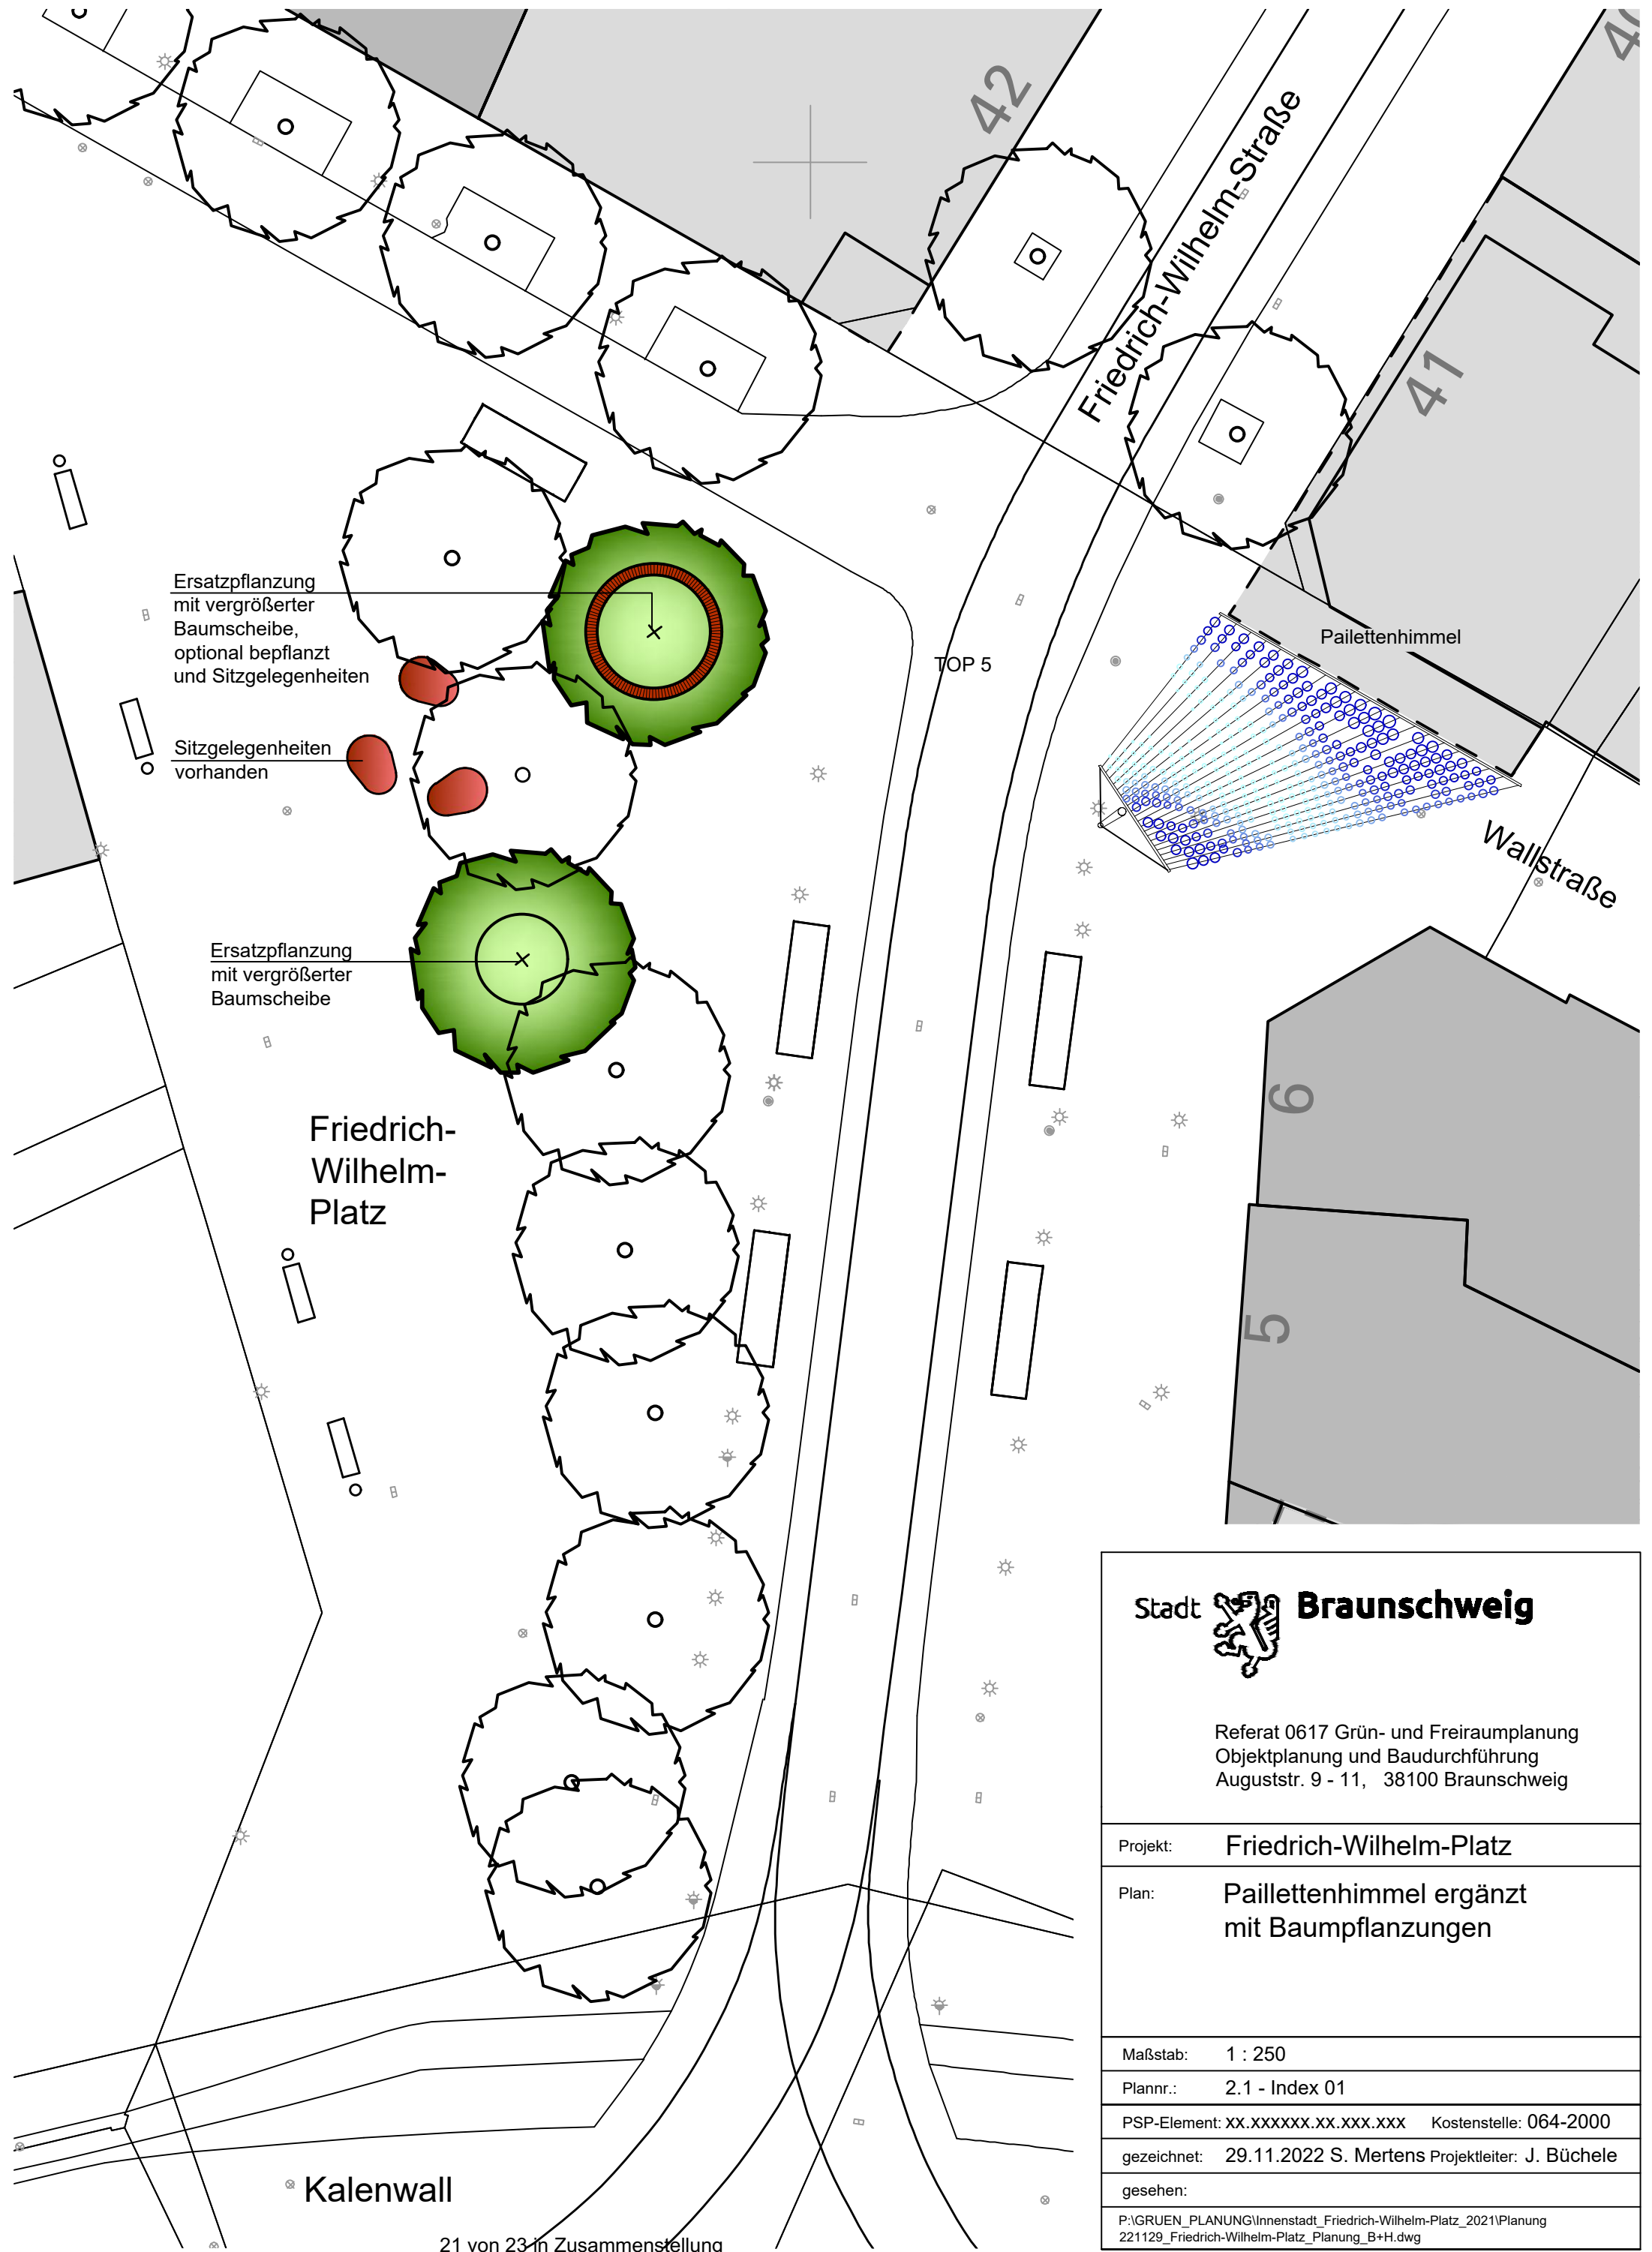 42
Friedrich-Wilhelm-Straße
40
41
Ersatzpflanzung
mit vergrößerter
Baumscheibe,
optional bepflanzt
und Sitzgelegenheiten
TOP 5
Pailettenhimmel
Sitzgelegenheiten
vorhanden
Wallstraße
Ersatzpflanzung
mit vergrößerter
Baumscheibe
Friedrich-
Wilhelm-
Platz
6
5
Stadt Braunschweig
Referat 0617 Grün- und Freiraumplanung
Objektplanung und Baudurchführung
Auguststr. 9 - 11, 38100 Braunschweig
Projekt: Friedrich-Wilhelm-Platz
Plan: Paillettenhimmel ergänzt
mit Baumpflanzungen
Maßstab: 1 : 250
Plannr.: 2.1 - Index 01
PSP-Element: xx.xxxxxx.xx.xxx.xxx Kostenstelle: 064-2000
gezeichnet: 29.11.2022 S. Mertens Projektleiter: J. Büchele
gesehen:
P:\GRUEN_PLANUNG\Innenstadt_Friedrich-Wilhelm-Platz_2021\Planung
221129_Friedrich-Wilhelm-Platz_Planung_B+H.dwg
Kalenwall
21 von 23 in Zusammenstellung